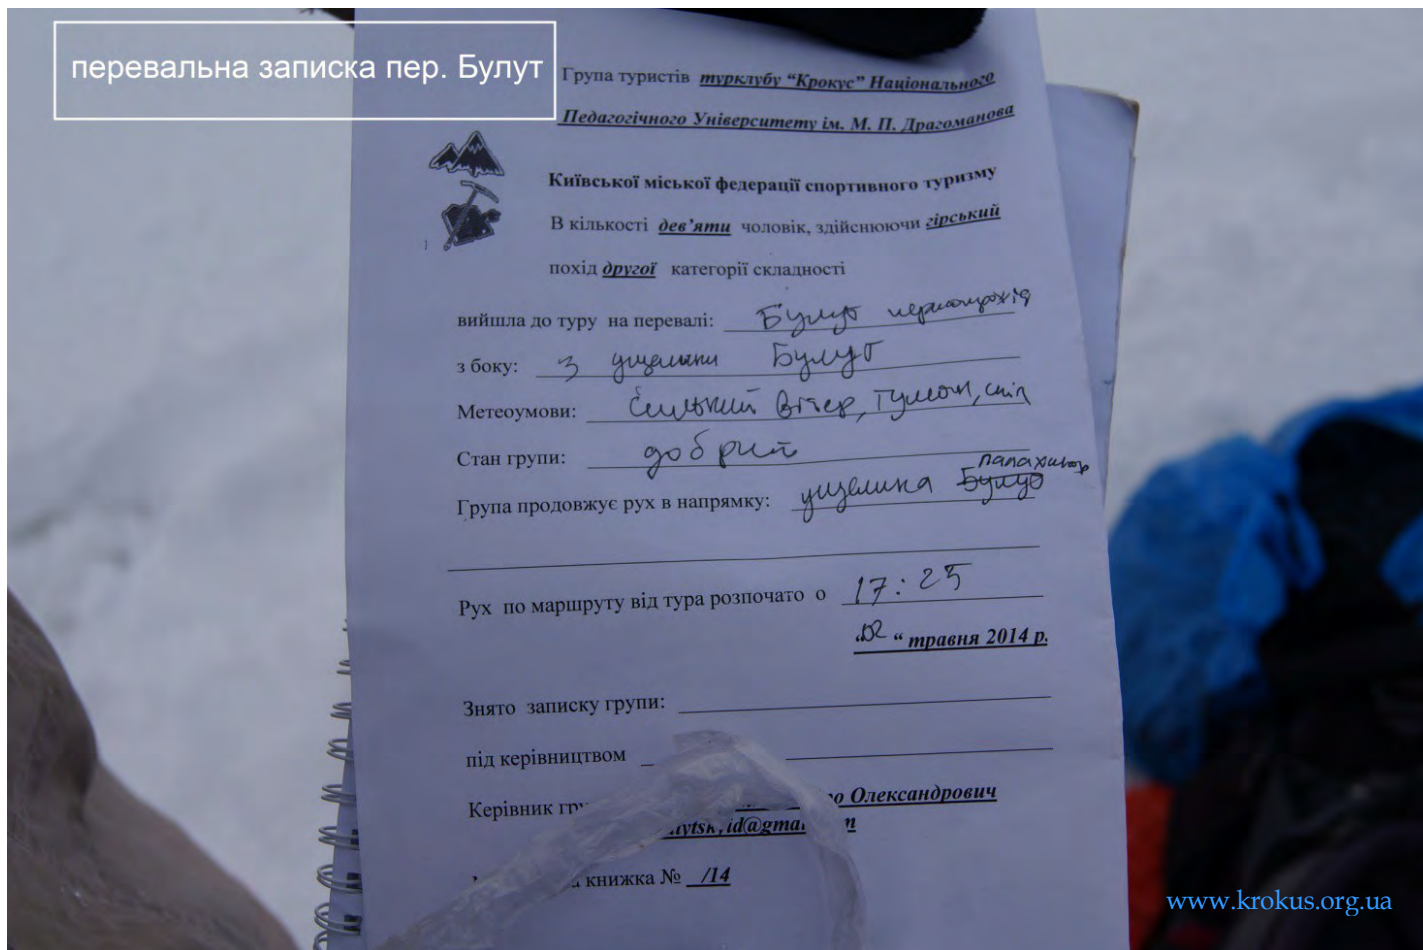 перевальна записка пер. Булут
Група туристів турклубу “Крокус” Національного
Педагогічного Університету ім. М. П. Драгоманова
Київської міської федерації спортивного туризму
В кількості дев’яти чоловік, здійснюючи гірський
похід другої категорії складності
вийшла до туру на перевалі: Булут первопрохід
з боку: З ущелини Булут
Метеоумови: вітер, туман, сніг
Стан групи: добрий
Група продовжує рух в напрямку: ущелина Булут
Рух по маршруту від тура розпочато о 17:25
“02“ травня 2014 р.
Знято записку групи:
під керівництвом
Керівник Олександрович
книжка № /14
www.krokus.org.ua